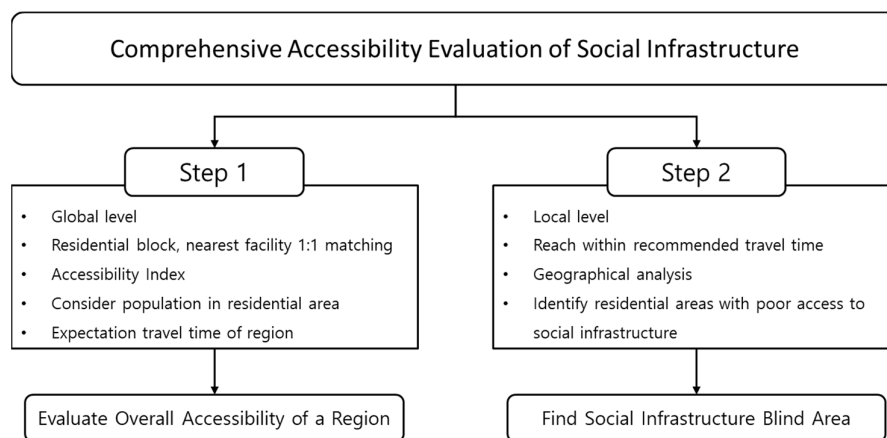 Comprehensive Accessibility Evaluation of Social Infrastructure
Step 1
• Global level
• Residential block, nearest facility 1:1 matching
• Accessibility Index
• Consider population in residential area
• Expectation travel time of region
Evaluate Overall Accessibility of a Region
Step 2
• Local level
• Reach within recommended travel time
• Geographical analysis
• Identify residential areas with poor access to
social infrastructure
Find Social Infrastructure Blind Area